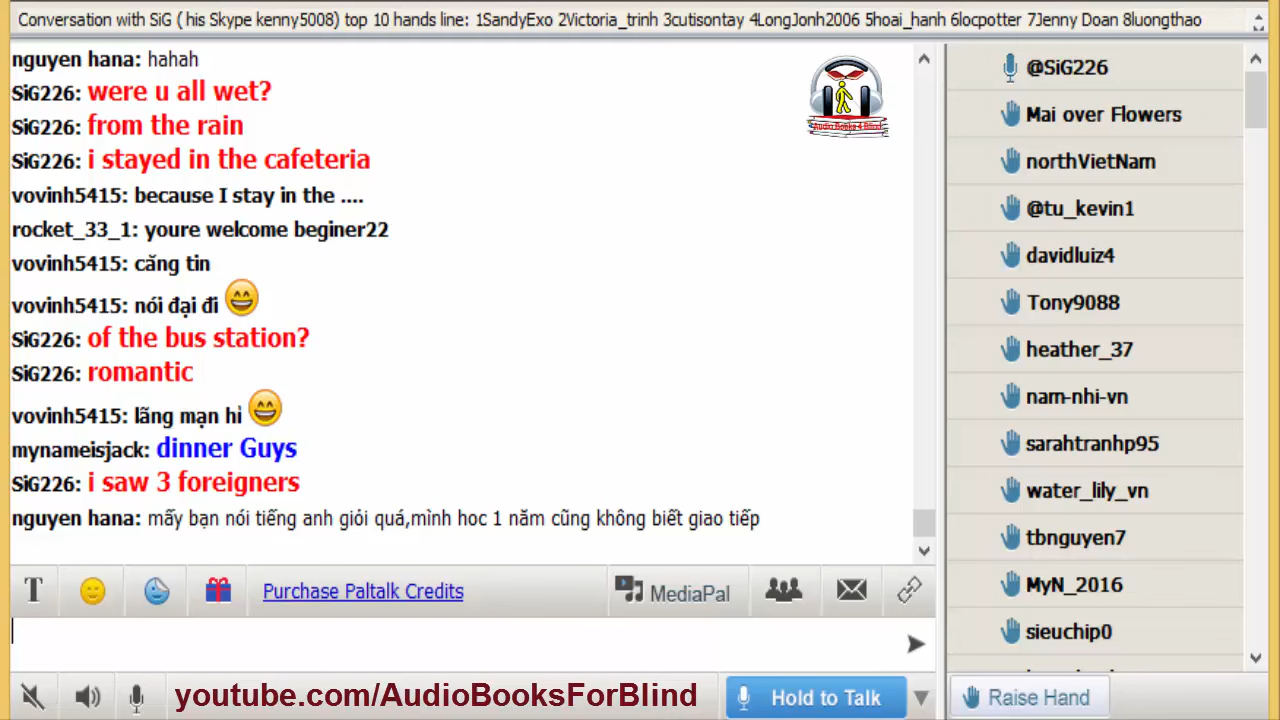 Conversation with SiG ( his Skype kenny5008) top 10 hands line: 1SandyExo 2Victoria_trinh 3cutisontay 4LongJonh2006 5hoai_hanh 6locpotter 7Jenny Doan 8luongthao
nguyen hana: hahah
SiG226: were u all wet?
SiG226: from the rain
SiG226: i stayed in the cafeteria
vovinh5415: because I stay in the ....
rocket_33_1: youre welcome beginer22
vovinh5415: căng tin
vovinh5415: nói đại đi
SiG226: of the bus station?
SiG226: romantic
vovinh5415: lãng mạn hỉ
mynameisjack: dinner Guys
SiG226: i saw 3 foreigners
nguyen hana: mấy bạn nói tiếng anh giỏi quá,mình hoc 1 năm cũng không biết giao tiếp
Audio Books 4 Blind
@SiG226
Mai over Flowers
northVietNam
@tu_kevin1
davidluiz4
Tony9088
heather_37
nam-nhi-vn
sarahtranhp95
water_lily_vn
tbnguyen7
MyN_2016
sieuchip0
T
Purchase Paltalk Credits
MediaPal
youtube.com/AudioBooksForBlind
Hold to Talk
Raise Hand